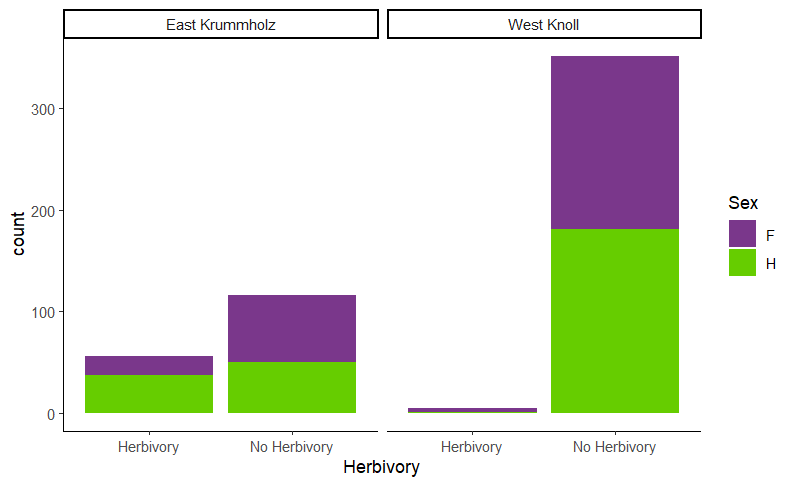 East Krummholz
West Knoll
count
300
200
100
0
Herbivory
No Herbivory
Herbivory
No Herbivory
Herbivory
Sex
F
H